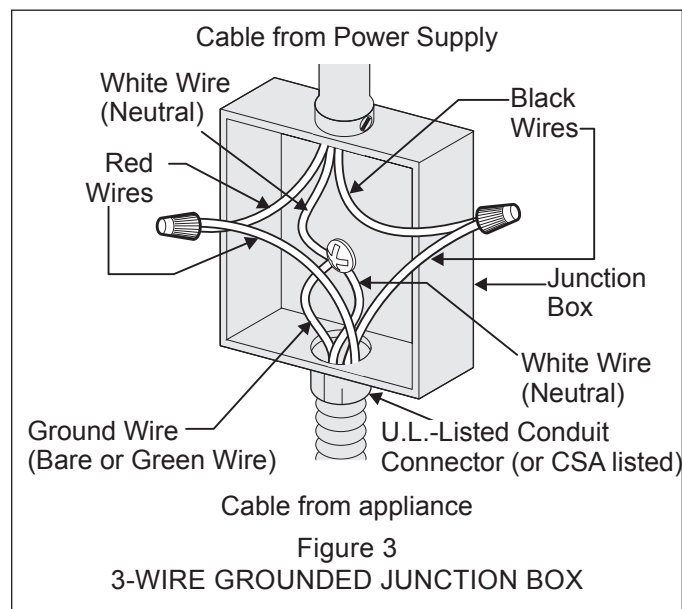 Cable from Power Supply
White Wire
(Neutral)
Black
Wires
Red
Wires
Junction
Box
White Wire
(Neutral)
Ground Wire
(Bare or Green Wire)
U.L.-Listed Conduit
Connector (or CSA listed)
Cable from appliance
Figure 3
3-WIRE GROUNDED JUNCTION BOX